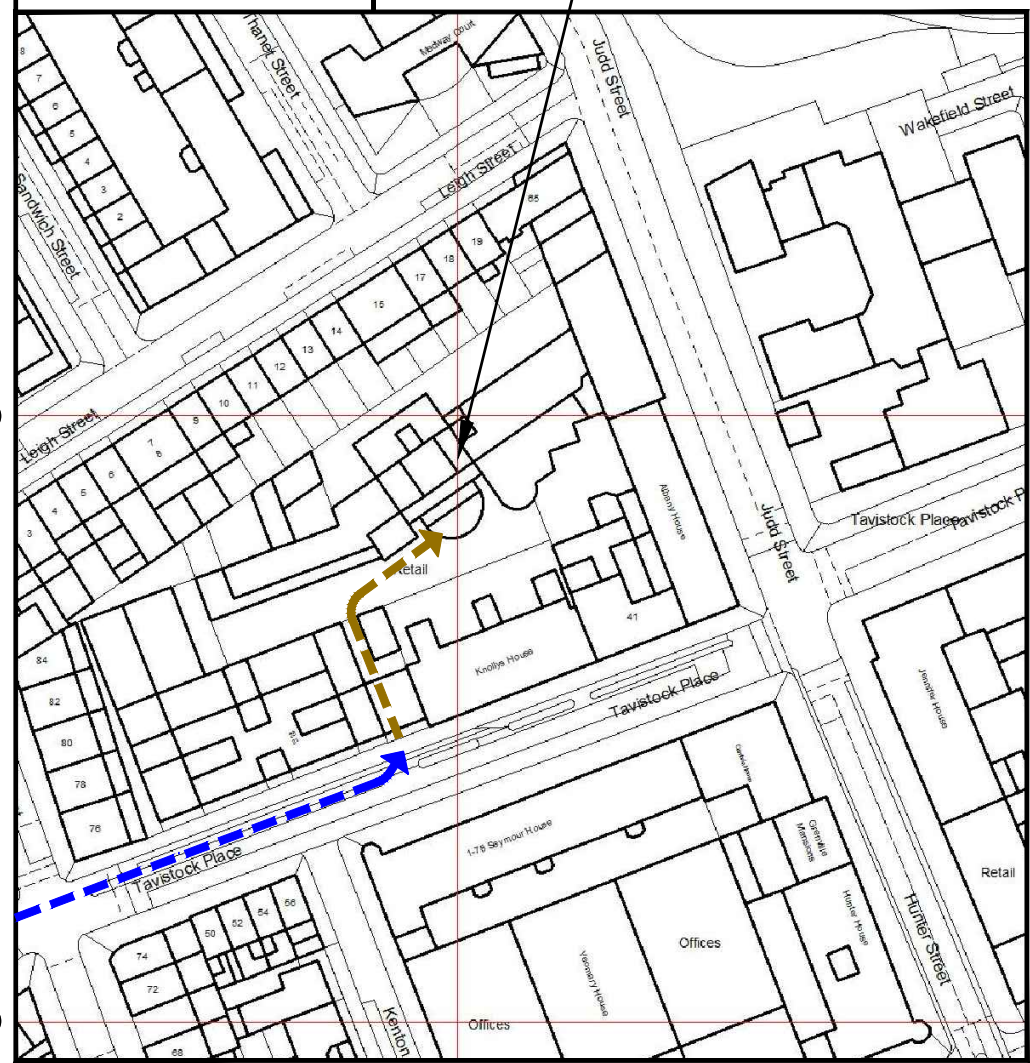 Thanet Street
Medway Court
Judd Street
Wakefield Street
8
7
6
5
4
3
2
Sandwich Street
Leigh Street
65
19
18
17
15
14
13
12
11
10
9
7
8
6
5
4
3
Leigh Street
Albany House
Judd Street
Tavistock Place
Tavistock P
Retail
41
Knollys House
Tavistock Place
84
82
80
78
76
Jenifer House
1-78 Seymour House
Grenville
Mansions
Hunter House
Retail
Tavistock Place
56
54
52
50
74
72
68
Offices
Hunter Street
Kenton
Offices